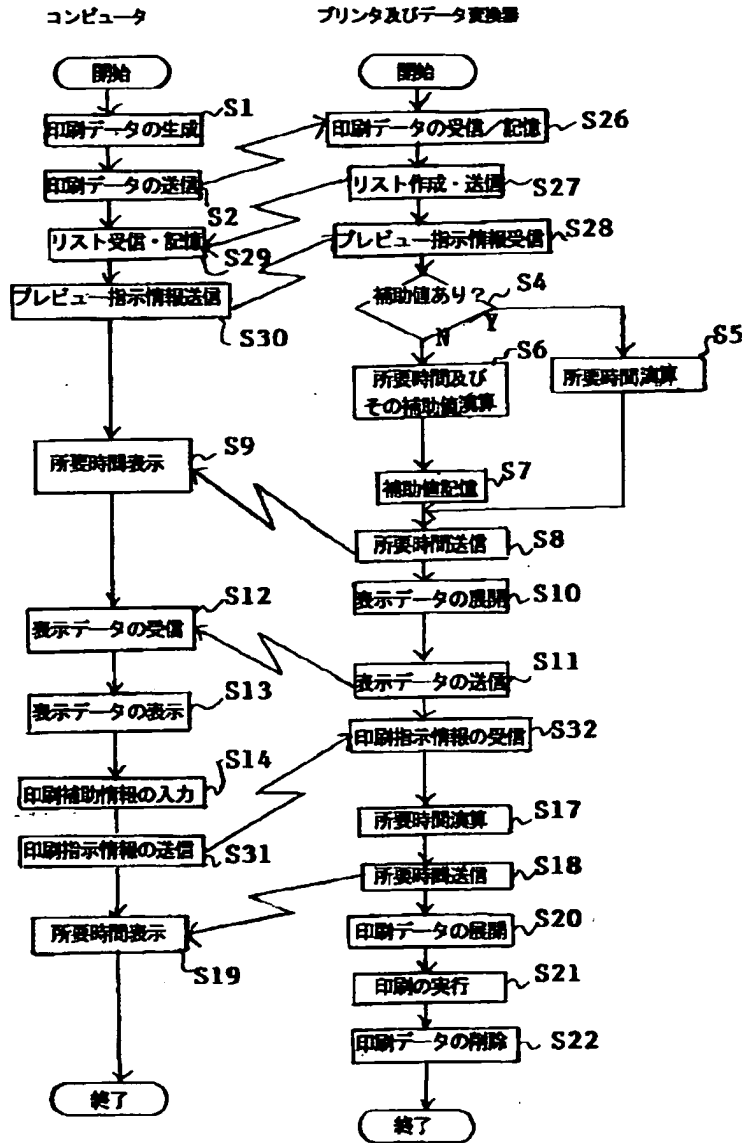 コンピュータ
プリンタ及びデータ変換器
開始
開始
印刷データの生成
S1
印刷データの受信/記憶
S26
印刷データの送信
S2
リスト作成・送信
S27
リスト受信・記憶
S29
プレビュー指示情報受信
S28
プレビュー指示情報送信
S30
補助値あり?
S4
N
Y
S6
所要時間及び
その補助値演算
S5
所要時間演算
所要時間表示
S9
S7
補助値記憶
所要時間送信
S8
S12
表示データの受信
表示データの展開
S10
表示データの送信
S11
S13
表示データの表示
印刷指示情報の受信
S32
S14
印刷補助情報の入力
印刷指示情報の送信
S31
所要時間演算
S17
所要時間送信
S18
所要時間表示
S19
印刷データの展開
S20
印刷の実行
S21
印刷データの削除
S22
終了
終了